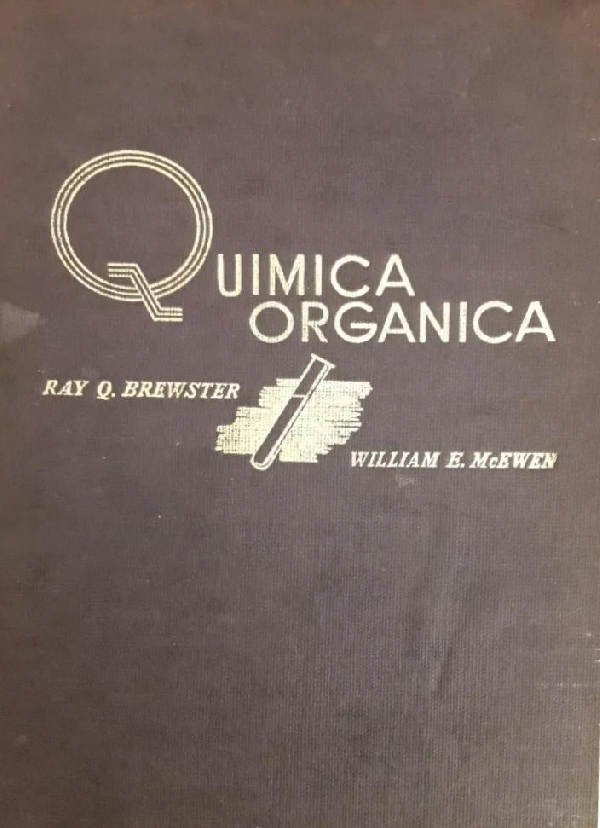 QUIMICA
ORGANICA
RAY Q. BREWSTER
WILLIAM E. McEWEN